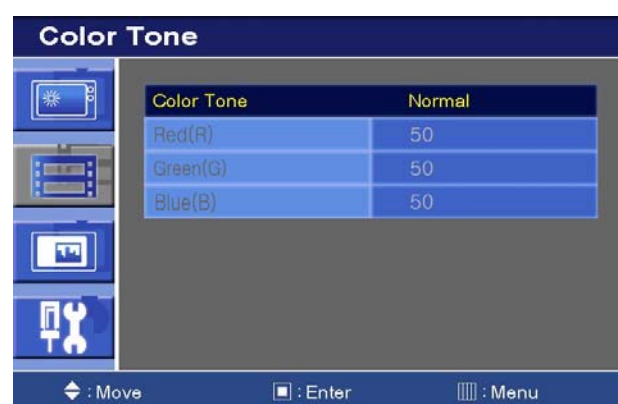 Color Tone
Color Tone Normal
Red(R) 50
Green(G) 50
Blue(B) 50
: Move : Enter : Menu